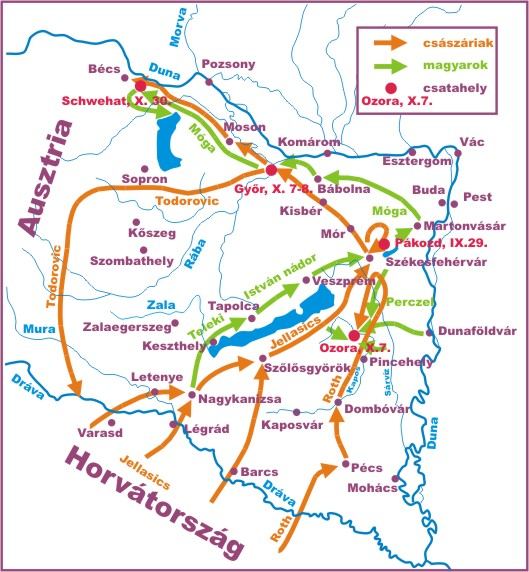 császáriak
magyarok
csatahely
Ozora, X.7.
Morva
Bécs
Duna
Pozsony
Schwehat, X. 30.
Moson
Móga
Komárom
Vác
Esztergom
Ausztria
Sopron
Győr, X. 7-8.
Bábolna
Buda
Pest
Todorovic
Kisbér
Móga
Mártonvásár
Kőszeg
Mór
Pákozd, IX.29.
Szombathely
Rába
Székesfehérvár
István nádor
Veszprém
Todorovic
Zala
Tapolca
Perczel
Mura
Zalaegerszeg
Teleki
Jellasics
Dunaföldvár
Keszthely
Ozora, X.7.
Szőlősgyörök
Pincehely
Dráva
Letenye
Roth
Kapos
Sárvíz
Nagykanizsa
Dombóvár
Varasd
Légrád
Kaposvár
Duna
Jellasics
Horvátország
Barcs
Pécs
Dráva
Mohács
Roth